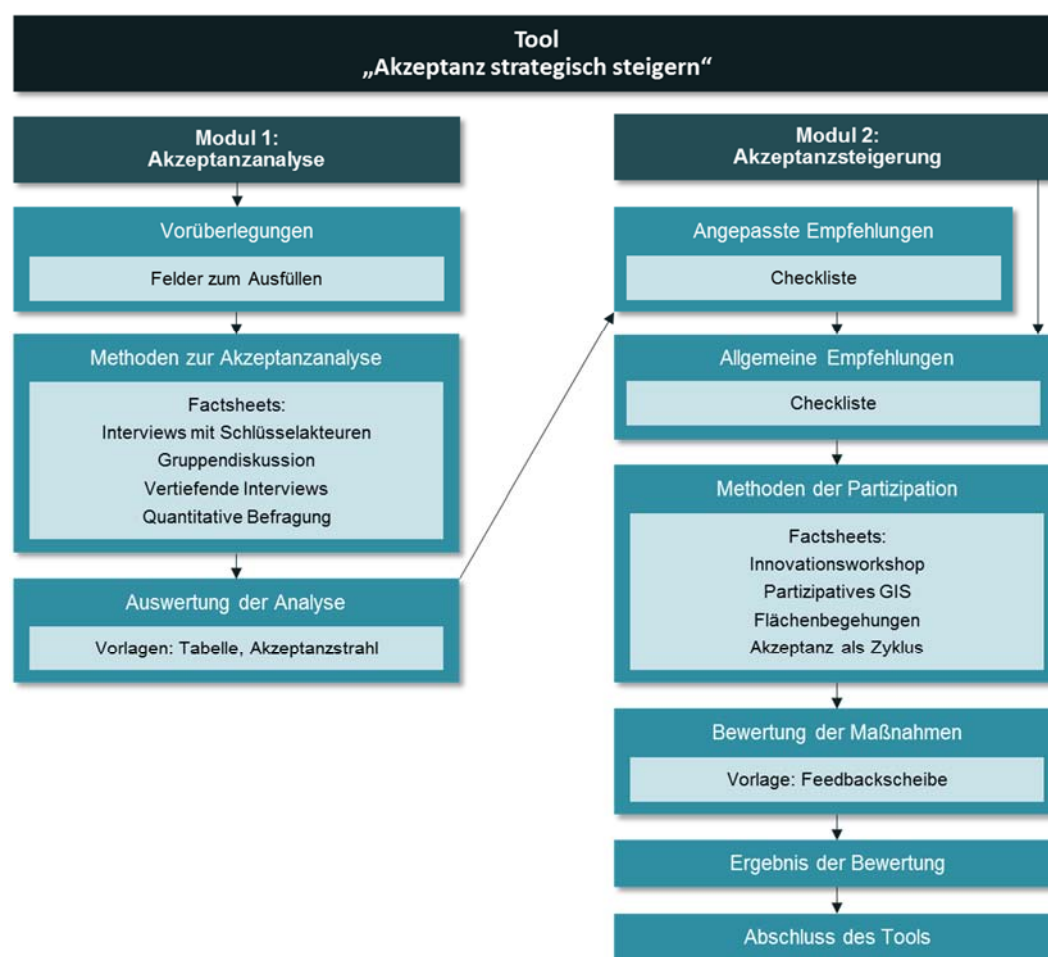 Tool
„Akzeptanz strategisch steigern“
Modul 1:
Akzeptanzanalyse
Vorüberlegungen
Felder zum Ausfüllen
Methoden zur Akzeptanzanalyse
Factsheets:
Interviews mit Schlüsselakteuren
Gruppendiskussion
Vertiefende Interviews
Quantitative Befragung
Auswertung der Analyse
Vorlagen: Tabelle, Akzeptanzstrahl
Modul 2:
Akzeptanzsteigerung
Angepasste Empfehlungen
Checkliste
Allgemeine Empfehlungen
Checkliste
Methoden der Partizipation
Factsheets:
Innovationsworkshop
Partizipatives GIS
Flächenbegehungen
Akzeptanz als Zyklus
Bewertung der Maßnahmen
Vorlage: Feedbackscheibe
Ergebnis der Bewertung
Abschluss des Tools